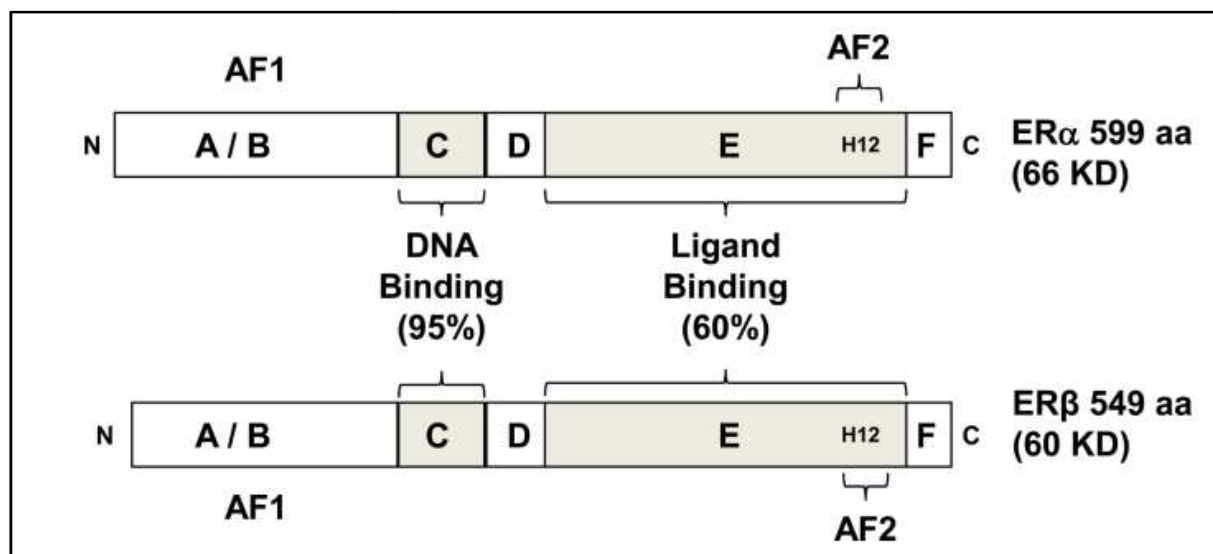 AF2
AF1
N A / B C D E H12 F C ERα 599 aa
(66 KD)
DNA Ligand
Binding Binding
(95%) (60%)
N A / B C D E H12 F C ERβ 549 aa
(60 KD)
AF1
AF2